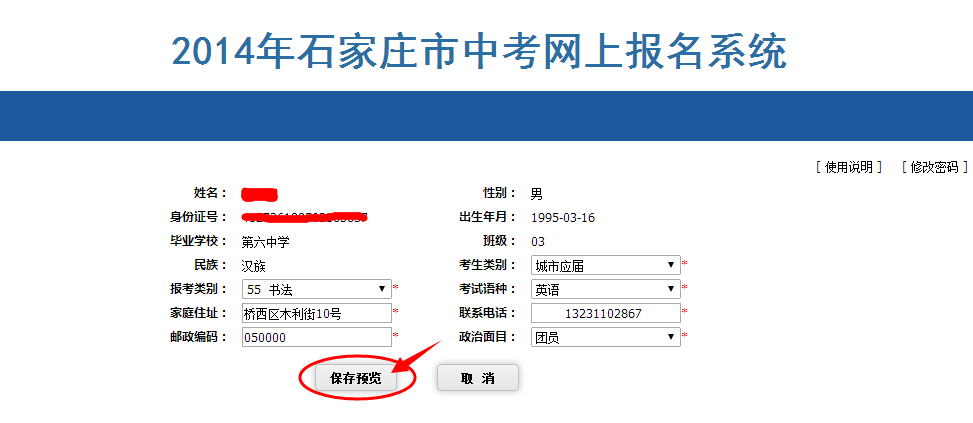 2014年石家庄市中考网上报名系统
[ 使用说明 ] [ 修改密码 ]
姓名： 性别： 男
身份证号： 出生年月： 1995-03-16
毕业学校： 第六中学 班级： 03
民族： 汉族 考生类别： 城市应届 *
报考类别： 55 书法 * 考试语种： 英语 *
家庭住址： 桥西区木利街10号 * 联系电话： 13231102867 *
邮政编码： 050000 * 政治面目： 团员 *
保存预览 取 消